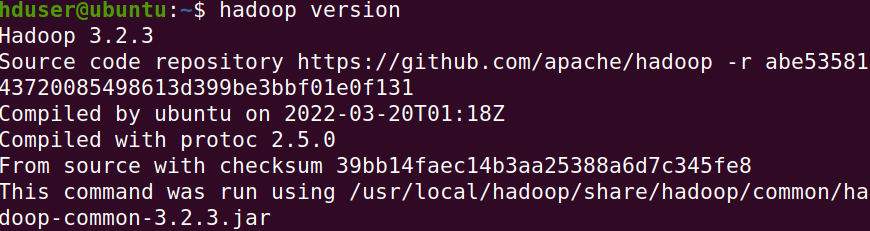 hduser@ubuntu:~$ hadoop version
Hadoop 3.2.3
Source code repository https://github.com/apache/hadoop -r abe53581
43720085498613d399be3bbf01e0f131
Compiled by ubuntu on 2022-03-20T01:18Z
Compiled with protoc 2.5.0
From source with checksum 39bb14faec14b3aa25388a6d7c345fe8
This command was run using /usr/local/hadoop/share/hadoop/common/ha
doop-common-3.2.3.jar